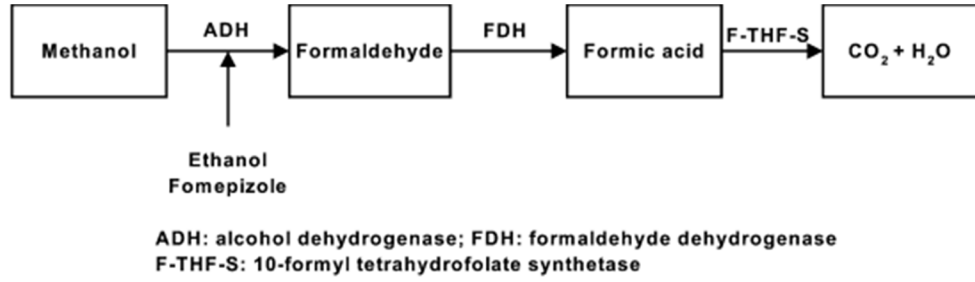 ADH
FDH
F-THF-S
Methanol
Formaldehyde
Formic acid
CO₂ + H₂O
Ethanol
Fomepizole
ADH: alcohol dehydrogenase; FDH: formaldehyde dehydrogenase
F-THF-S: 10-formyl tetrahydrofolate synthetase